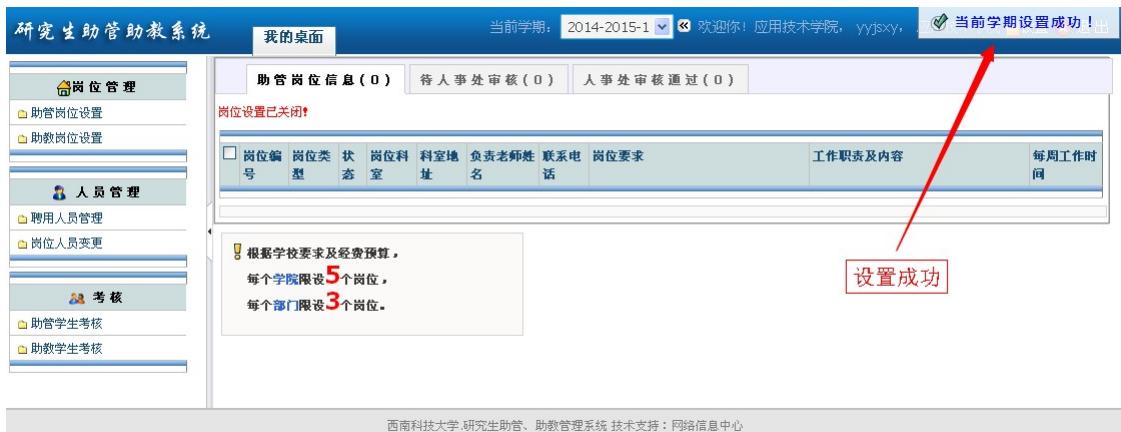 研究生助管助教系统
我的桌面
当前学期: 2014-2015-1 欢迎你! 应用技术学院, yyjsxy,
当前学期设置成功!
岗位管理
助管岗位设置
助教岗位设置
人员管理
聘用人员管理
岗位人员变更
考核
助管学生考核
助教学生考核
助管岗位信息(0) 待人事处审核(0) 人事处审核通过(0)
岗位设置已关闭!
岗位编号 岗位类型 状态 岗位科室 科室地址 负责老师姓名 联系电话 岗位要求 工作职责及内容 每周工作时间
根据学校要求及经费预算,
每个学院限设5个岗位,
每个部门限设3个岗位。
设置成功
西南科技大学.研究生助管、助教管理系统 技术支持:网络信息中心